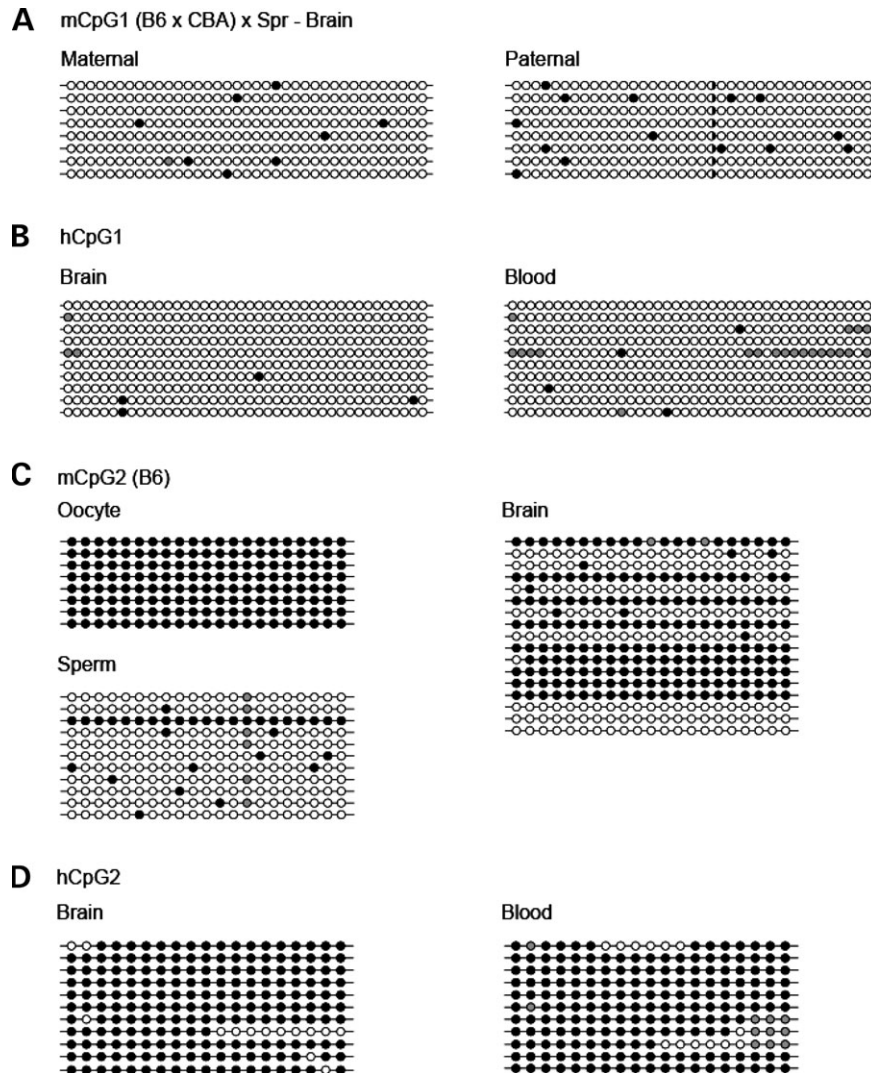 A mCpG1 (B6 x CBA) x Spr - Brain
Maternal
Paternal
B hCpG1
Brain
Blood
C mCpG2 (B6)
Oocyte
Brain
Sperm
D hCpG2
Brain
Blood